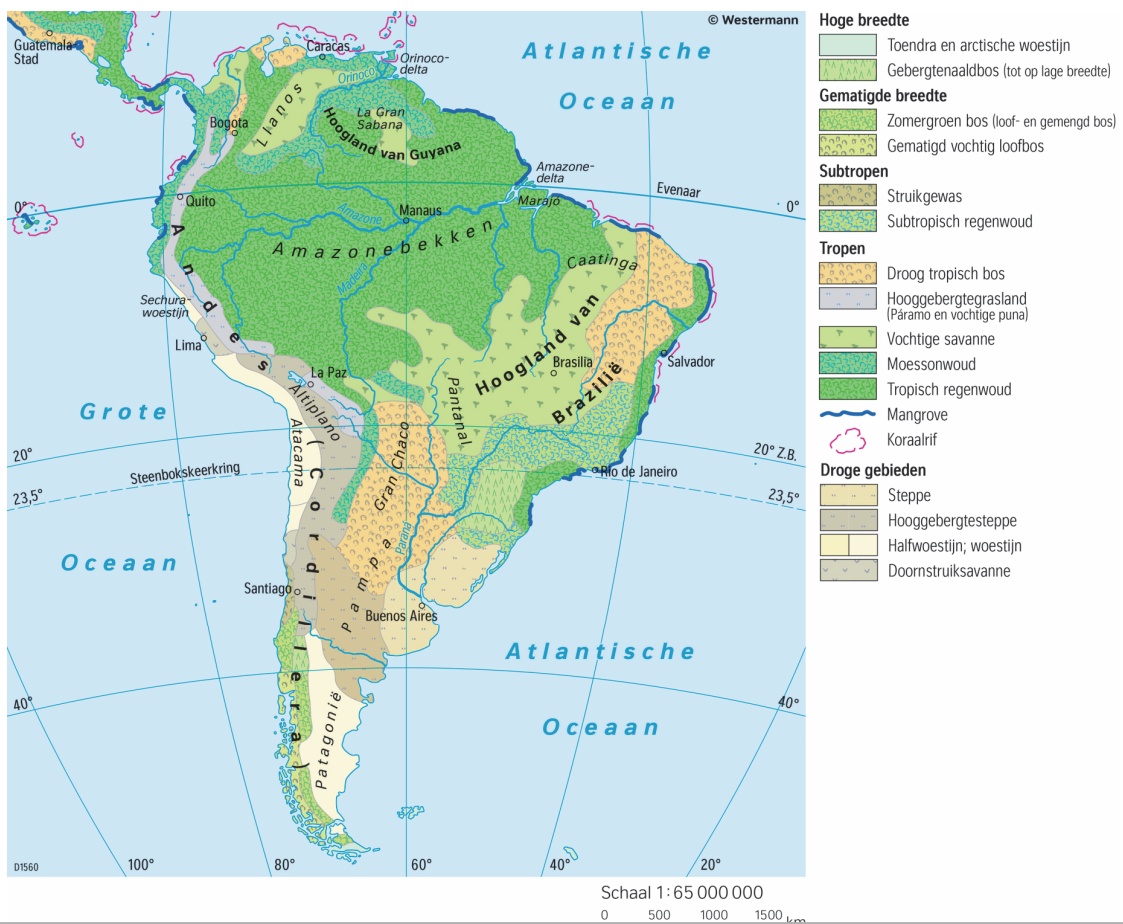 © Westermann
Guatemala-
Stad
Caracas
Orinoco-
delta
Orinoco
Atlantische
Oceaan
Bogota
Llanos
La Gran
Sabana
Hoogland van Guyana
Amazone-
delta
Evenaar
0°
0°
Quito
Amazone
Manaus
Marajo
Amazonebekken
Madeira
Caatinga
Andes
Sechura-
woestijn
Lima
Hoogland van
Brazilië
Brasilia
Salvador
La Paz
Altiplano
Pantanal
Grote
Oceaan
Atacama
(Cordillera)
Gran Chaco
20°
20° Z.B.
Steenbokskeerkring
23,5°
23,5°
Rio de Janeiro
Paraná
Pampa
Santiago
Buenos Aires
Atlantische
Oceaan
40°
40°
Patagonië
D1560
100°
80°
60°
40°
20°
Hoge breedte
Toendra en arctische woestijn
Gebergtenaaldbos (tot op lage breedte)
Gematigde breedte
Zomergroen bos (loof- en gemengd bos)
Gematigd vochtig loofbos
Subtropen
Struikgewas
Subtropisch regenwoud
Tropen
Droog tropisch bos
Hooggebergtegrasland
(Páramo en vochtige puna)
Vochtige savanne
Moessonwoud
Tropisch regenwoud
Mangrove
Koraalrif
Droge gebieden
Steppe
Hooggebergtesteppe
Halfwoestijn; woestijn
Doornstruiksavanne
Schaal 1:65 000 000
0 500 1000 1500 km